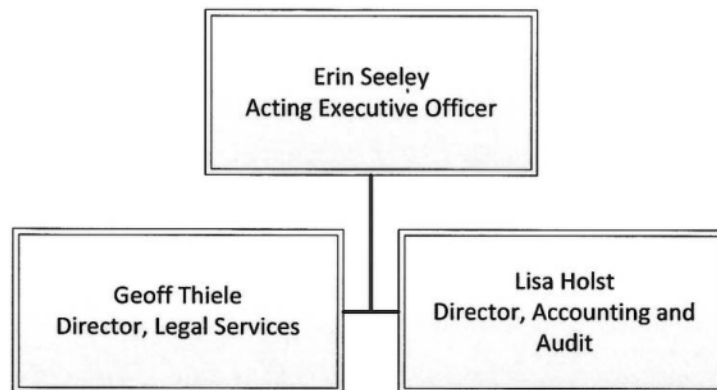 Erin Seeley
Acting Executive Officer
Geoff Thiele
Director, Legal Services
Lisa Holst
Director, Accounting and
Audit